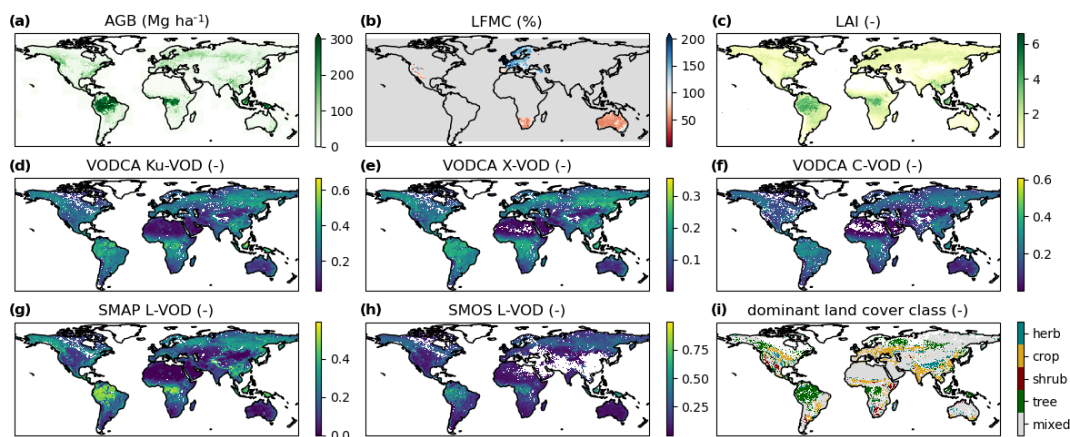 (a) AGB (Mg ha⁻¹)
300
200
100
0
(b) LFMC (%)
200
150
100
50
(c) LAI (-)
6
4
2
(d) VODCA Ku-VOD (-)
0.6
0.4
0.2
(e) VODCA X-VOD (-)
0.3
0.2
0.1
(f) VODCA C-VOD (-)
0.6
0.4
0.2
(g) SMAP L-VOD (-)
0.4
0.2
0.0
(h) SMOS L-VOD (-)
0.75
0.50
0.25
(i) dominant land cover class (-)
herb
crop
shrub
tree
mixed